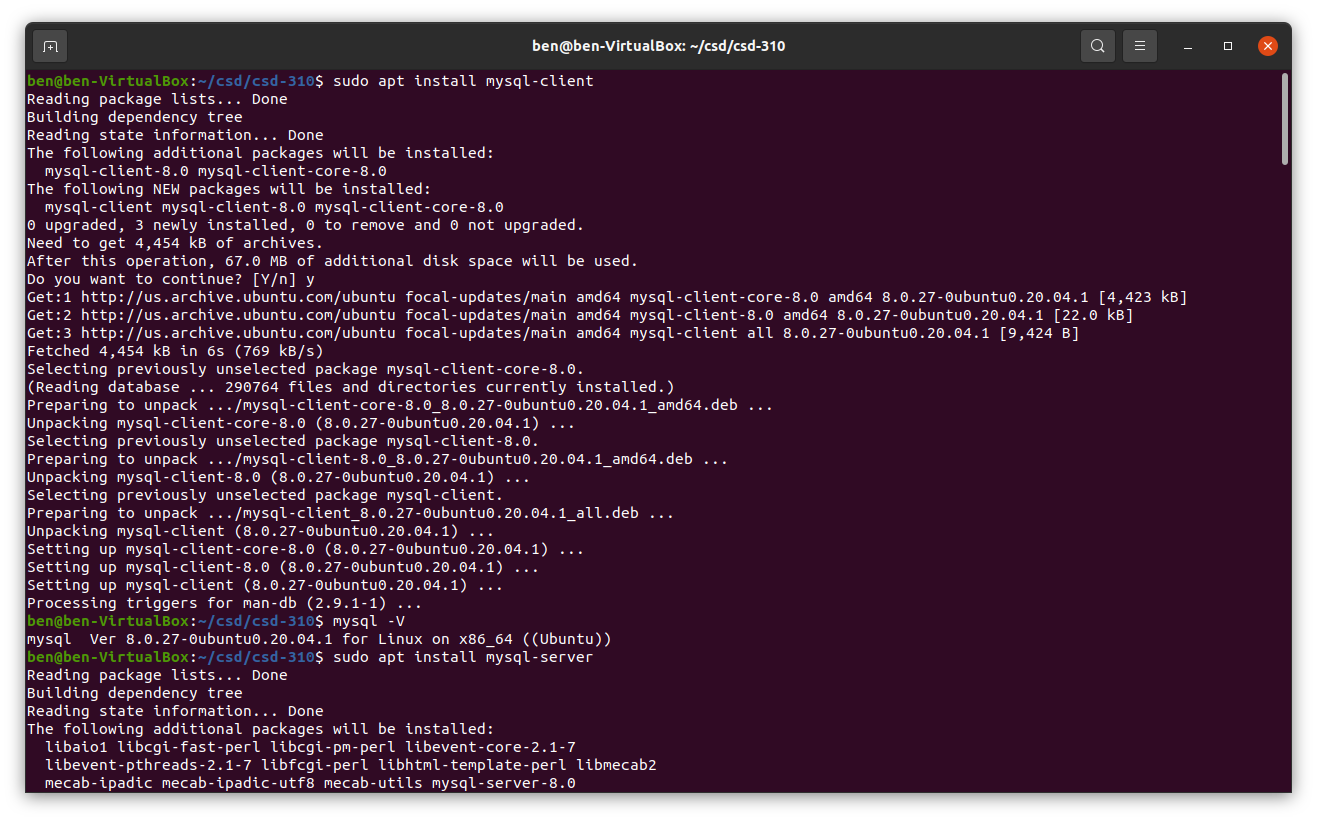 ben@ben-VirtualBox: ~/csd/csd-310
ben@ben-VirtualBox:~/csd/csd-310$ sudo apt install mysql-client
Reading package lists... Done
Building dependency tree
Reading state information... Done
The following additional packages will be installed:
  mysql-client-8.0 mysql-client-core-8.0
The following NEW packages will be installed:
  mysql-client mysql-client-8.0 mysql-client-core-8.0
0 upgraded, 3 newly installed, 0 to remove and 0 not upgraded.
Need to get 4,454 kB of archives.
After this operation, 67.0 MB of additional disk space will be used.
Do you want to continue? [Y/n] y
Get:1 http://us.archive.ubuntu.com/ubuntu focal-updates/main amd64 mysql-client-core-8.0 amd64 8.0.27-0ubuntu0.20.04.1 [4,423 kB]
Get:2 http://us.archive.ubuntu.com/ubuntu focal-updates/main amd64 mysql-client-8.0 amd64 8.0.27-0ubuntu0.20.04.1 [22.0 kB]
Get:3 http://us.archive.ubuntu.com/ubuntu focal-updates/main amd64 mysql-client all 8.0.27-0ubuntu0.20.04.1 [9,424 B]
Fetched 4,454 kB in 6s (769 kB/s)
Selecting previously unselected package mysql-client-core-8.0.
(Reading database ... 290764 files and directories currently installed.)
Preparing to unpack .../mysql-client-core-8.0_8.0.27-0ubuntu0.20.04.1_amd64.deb ...
Unpacking mysql-client-core-8.0 (8.0.27-0ubuntu0.20.04.1) ...
Selecting previously unselected package mysql-client-8.0.
Preparing to unpack .../mysql-client-8.0_8.0.27-0ubuntu0.20.04.1_amd64.deb ...
Unpacking mysql-client-8.0 (8.0.27-0ubuntu0.20.04.1) ...
Selecting previously unselected package mysql-client.
Preparing to unpack .../mysql-client_8.0.27-0ubuntu0.20.04.1_all.deb ...
Unpacking mysql-client (8.0.27-0ubuntu0.20.04.1) ...
Setting up mysql-client-core-8.0 (8.0.27-0ubuntu0.20.04.1) ...
Setting up mysql-client-8.0 (8.0.27-0ubuntu0.20.04.1) ...
Setting up mysql-client (8.0.27-0ubuntu0.20.04.1) ...
Processing triggers for man-db (2.9.1-1) ...
ben@ben-VirtualBox:~/csd/csd-310$ mysql -V
mysql  Ver 8.0.27-0ubuntu0.20.04.1 for Linux on x86_64 ((Ubuntu))
ben@ben-VirtualBox:~/csd/csd-310$ sudo apt install mysql-server
Reading package lists... Done
Building dependency tree
Reading state information... Done
The following additional packages will be installed:
  libaio1 libcgi-fast-perl libcgi-pm-perl libevent-core-2.1-7
  libevent-pthreads-2.1-7 libfcgi-perl libhtml-template-perl libmecab2
  mecab-ipadic mecab-ipadic-utf8 mecab-utils mysql-server-8.0